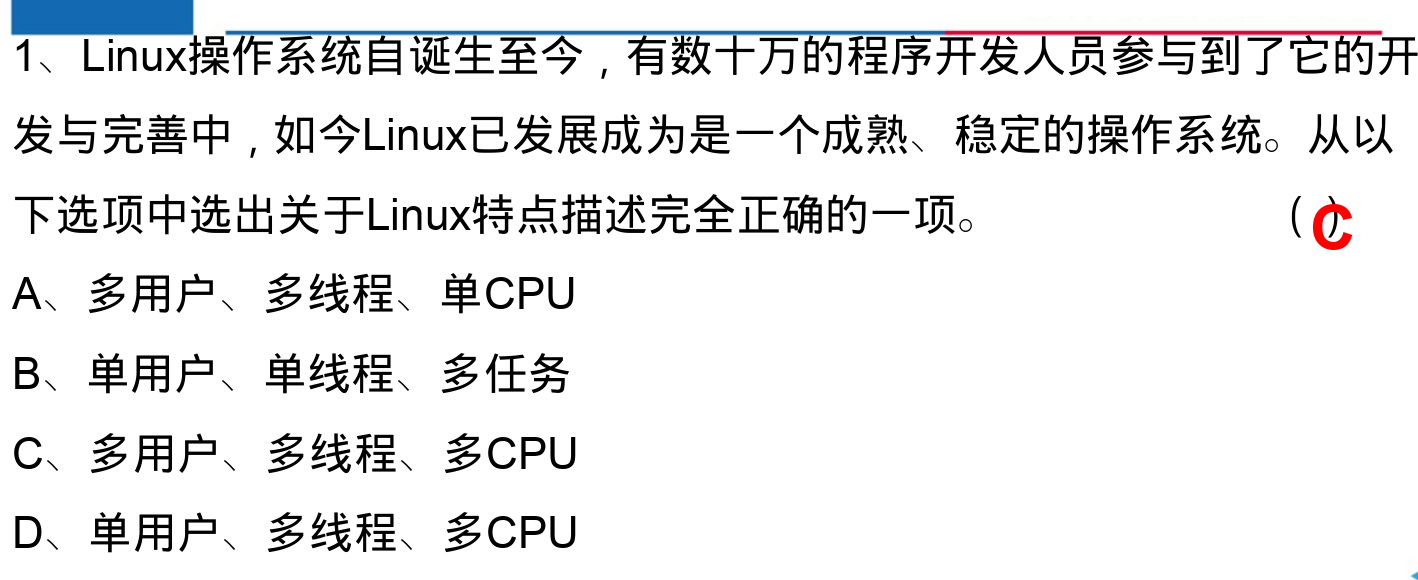 1、Linux操作系统自诞生至今，有数十万的程序开发人员参与到了它的开
发与完善中，如今Linux已发展成为是一个成熟、稳定的操作系统。从以
下选项中选出关于Linux特点描述完全正确的一项。 （C）
A、多用户、多线程、单CPU
B、单用户、单线程、多任务
C、多用户、多线程、多CPU
D、单用户、多线程、多CPU